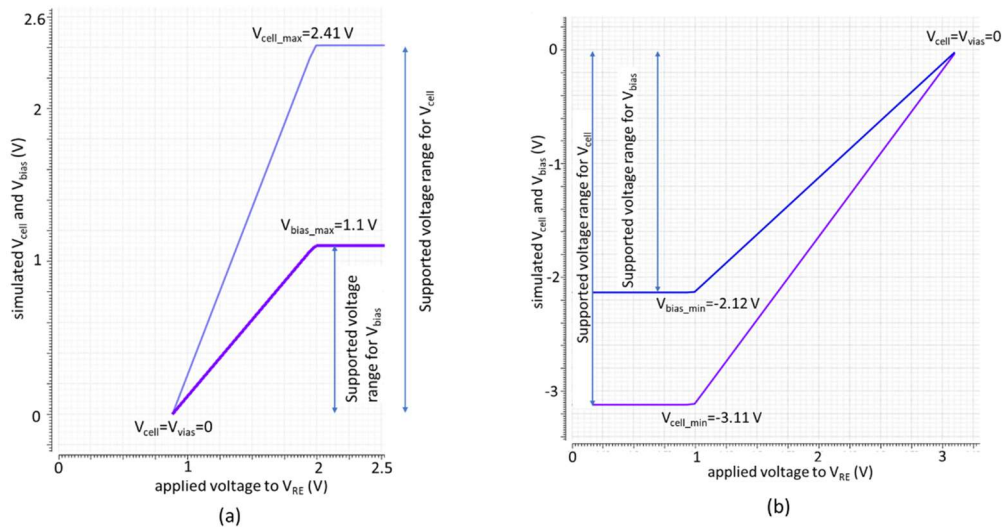 2.6
2
1
0
simulated V_cell and V_bias (V)
V_cell_max=2.41 V
V_bias_max=1.1 V
Supported voltage
range for V_bias
Supported voltage range for V_cell
V_cell=V_vias=0
0
1
2
2.5
applied voltage to V_RE (V)
(a)
0
-1
-2
-3
simulated V_cell and V_bias (V)
V_cell=V_vias=0
Supported voltage range for V_cell
Supported voltage range for V_bias
V_bias_min=-2.12 V
V_cell_min=-3.11 V
0
1
2
3
applied voltage to V_RE (V)
(b)